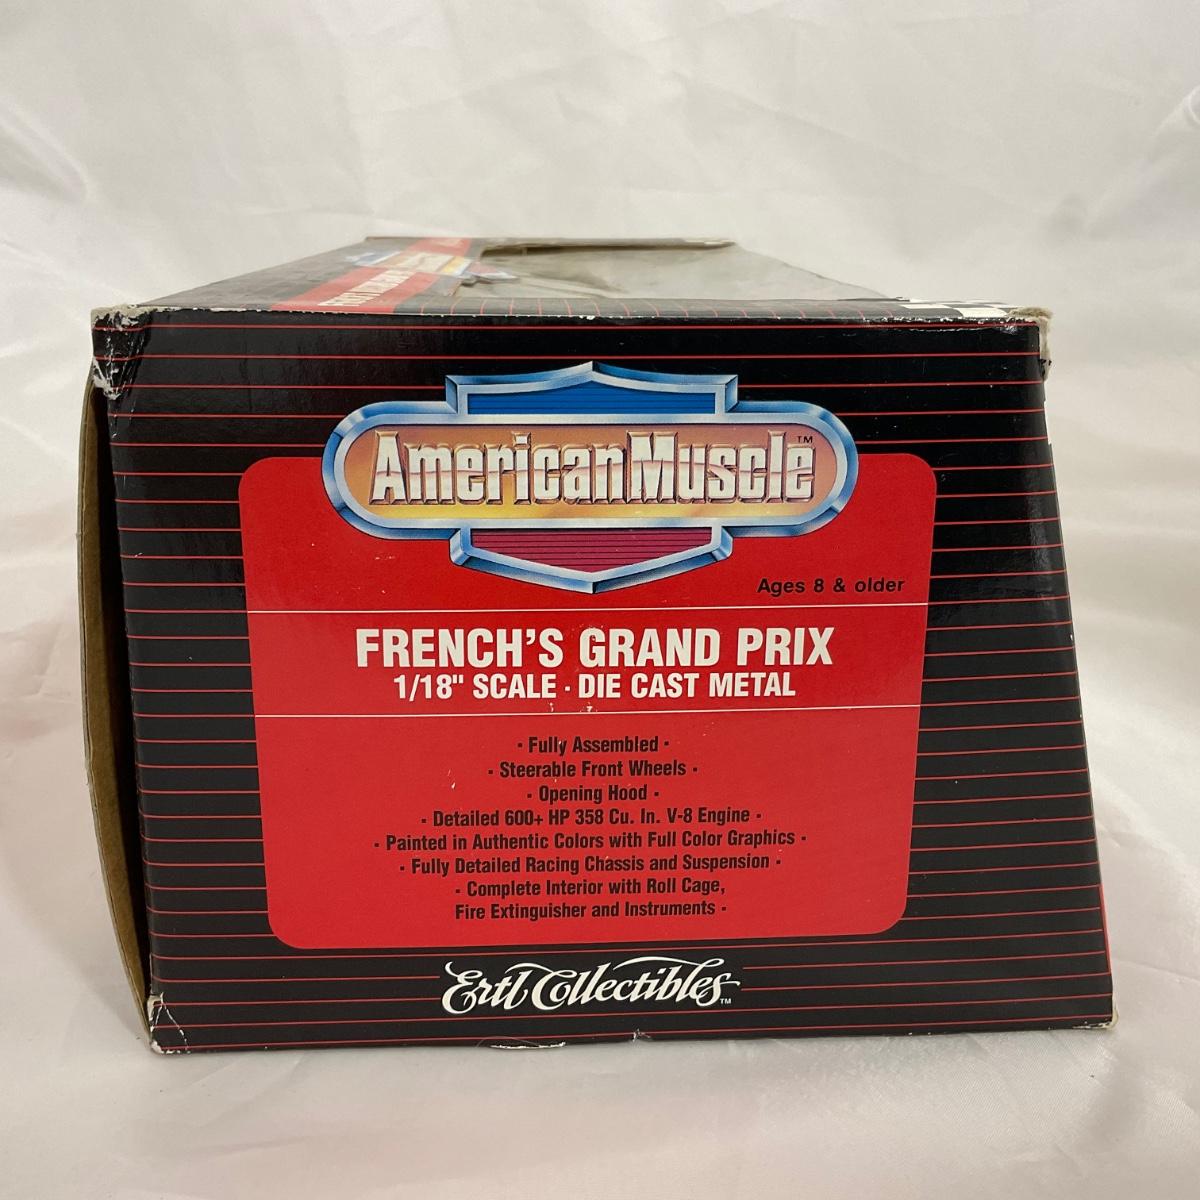 AmericanMuscle™
Ages 8 & older
FRENCH'S GRAND PRIX
1/18" SCALE · DIE CAST METAL
· Fully Assembled ·
· Steerable Front Wheels ·
· Opening Hood ·
· Detailed 600+ HP 358 Cu. In. V-8 Engine ·
· Painted in Authentic Colors with Full Color Graphics ·
· Fully Detailed Racing Chassis and Suspension ·
· Complete Interior with Roll Cage,
Fire Extinguisher and Instruments ·
Ertl Collectibles™